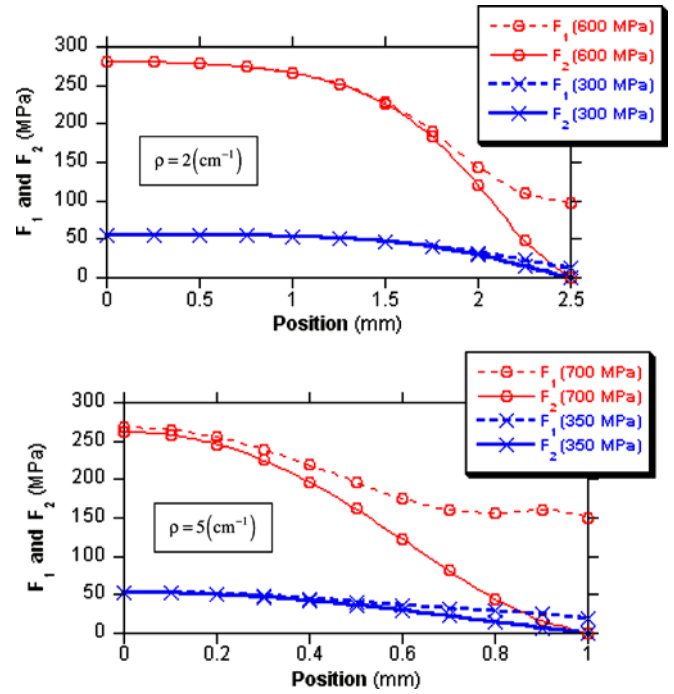 F1 (600 MPa)
F2 (600 MPa)
F1 (300 MPa)
F2 (300 MPa)
F1 and F2 (MPa)
300
250
200
150
100
50
0
ρ = 2(cm⁻¹)
0 0.5 1 1.5 2 2.5
Position (mm)
F1 (700 MPa)
F2 (700 MPa)
F1 (350 MPa)
F2 (350 MPa)
F1 and F2 (MPa)
300
250
200
150
100
50
0
ρ = 5(cm⁻¹)
0 0.2 0.4 0.6 0.8 1
Position (mm)